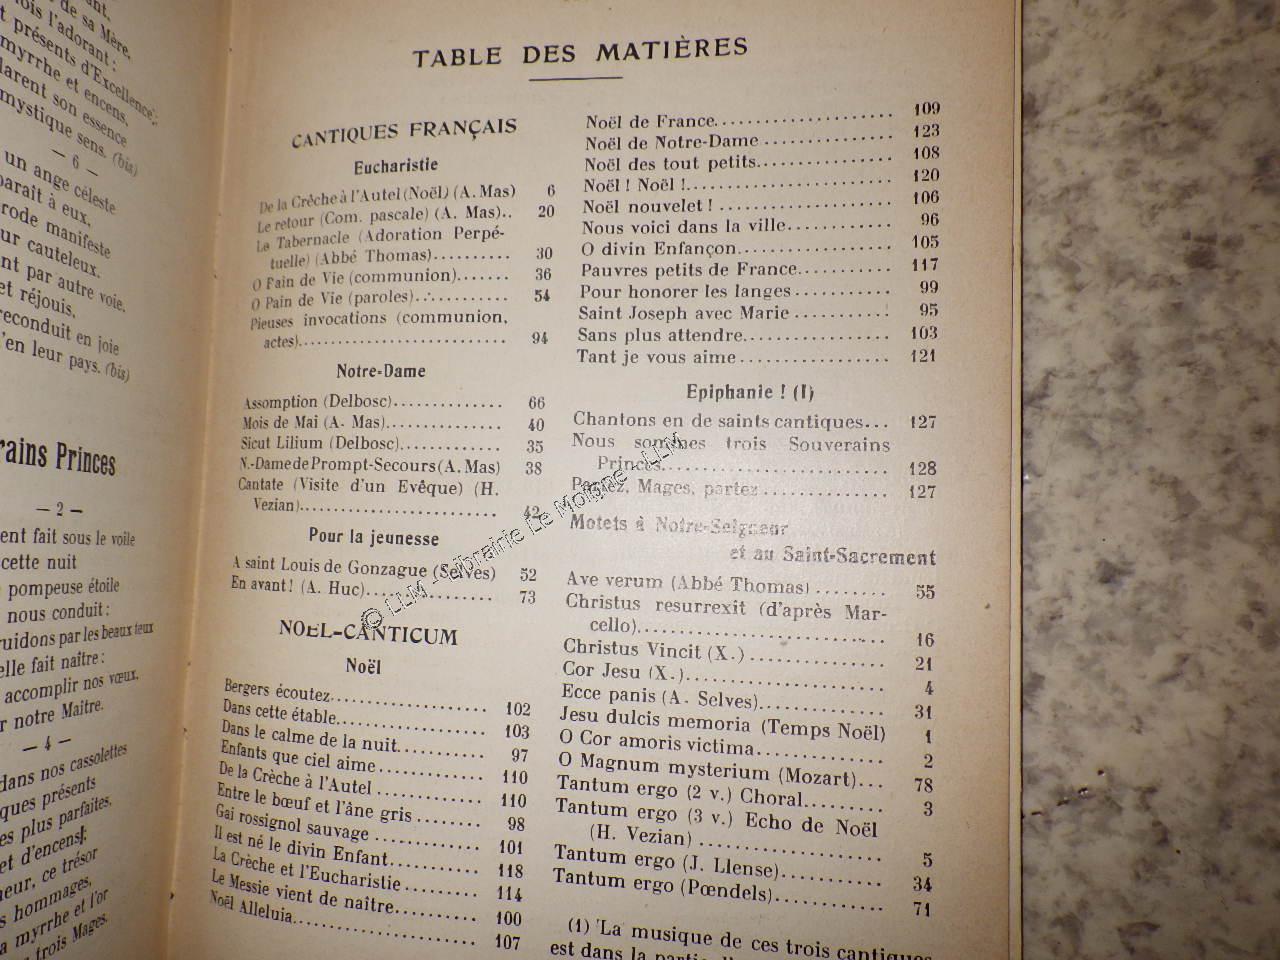 ant,
de sa Mère,
ois l'adorant :
t présents d'Excellence;
myrrhe et encens,
larent son essence
mystique sens. (bis)
— 6 —
un ange céleste
paraît à eux,
rode manifeste
ur cauteleux.
nt par autre voie,
et réjouis,
reconduit en joie
'en leur pays. (bis)
rains Princes
— 2 —
ent fait sous le voile
cette nuit
pompeuse étoile
nous conduit :
uidons par les beaux feux
elle fait naître :
accomplir nos vœux,
r notre Maître.
— 4 —
dans nos cassolettes
ques présents
es plus parfaites,
et d'encens];
neur, ce trésor
s hommages,
a myrrhe et l'or
trois Mages.
TABLE DES MATIÈRES
CANTIQUES FRANÇAIS
Eucharistie
De la Crèche à l'Autel (Noël) (A. Mas) 6
Le retour (Com. pascale) (A. Mas).. 20
Le Tabernacle (Adoration Perpé-
tuelle) (Abbé Thomas).......... 30
O Pain de Vie (communion)....... 36
O Pain de Vie (paroles)............ 54
Pieuses invocations (communion,
actes)........................... 94
Notre-Dame
Assomption (Delbosc).............. 66
Mois de Mai (A. Mas).............. 40
Sicut Lilium (Delbosc)............ 35
N.-Dame de Prompt-Secours (A. Mas) 38
Cantate (Visite d'un Evêque) (H.
Vezian).......................... 42
Pour la jeunesse
A saint Louis de Gonzague (Selves) 52
En avant! (A. Huc)................ 73
NOËL-CANTICUM
Noël
Bergers écoutez.................... 102
Dans cette étable.................. 103
Dans le calme de la nuit........... 97
Enfants que ciel aime ............. 110
De la Crèche à l'Autel ............ 110
Entre le bœuf et l'âne gris ........ 98
Gai rossignol sauvage ............. 101
Il est né le divin Enfant........... 118
La Crèche et l'Eucharistie ......... 114
Le Messie vient de naître.......... 100
Noël Alleluia...................... 107
Noël de France.................... 109
Noël de Notre-Dame ............. 123
Noël des tout petits............... 108
Noël ! Noël !...................... 120
Noël nouvelet ! ................... 106
Nous voici dans la ville............ 96
O divin Enfançon.................. 105
Pauvres petits de France........... 117
Pour honorer les langes ........... 99
Saint Joseph avec Marie ........... 95
Sans plus attendre................. 103
Tant je vous aime ................. 121
Epiphanie ! (1)
Chantons en de saints cantiques... 127
Nous sommes trois Souverains
Princes......................... 128
Partez, Mages, partez ............. 127
Motets à Notre-Seigneur
et au Saint-Sacrement
Ave verum (Abbé Thomas) ........ 55
Christus resurrexit (d'après Mar-
cello)........................... 16
Christus Vincit (X.) ............... 21
Cor Jesu (X.)...................... 4
Ecce panis (A. Selves)............. 31
Jesu dulcis memoria (Temps Noël) 1
O Cor amoris victima.............. 2
O Magnum mysterium (Mozart)... 78
Tantum ergo (2 v.) Choral......... 3
Tantum ergo (3 v.) Echo de Noël
(H. Vezian) .................... 5
Tantum ergo (J. Llense)........... 34
Tantum ergo (Pœndels)............ 71
(1) La musique de ces trois cantiques
est dans la
© LLM - Librairie Le Moisne - LLM